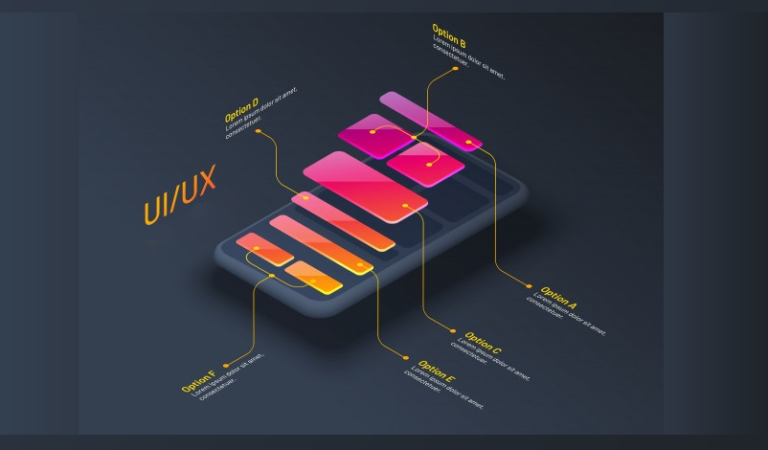 Option B
Lorem ipsum dolor sit amet,
consectetuer.
Option D
Lorem ipsum dolor sit amet,
consectetuer.
UI/UX
Option A
Lorem ipsum dolor sit amet,
consectetuer.
Option C
Lorem ipsum dolor sit amet,
consectetuer.
Option E
Lorem ipsum dolor sit amet,
consectetuer.
Option F
Lorem ipsum dolor sit amet,
consectetuer.